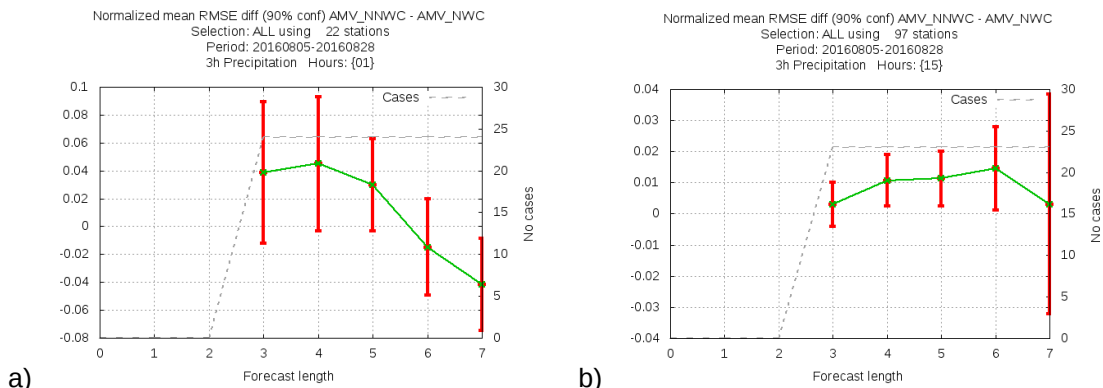 Normalized mean RMSE diff (90% conf) AMV_NNWC - AMV_NWC
Selection: ALL using 22 stations
Period: 20160805-20160828
3h Precipitation Hours: {01}
0.1
0.08
0.06
0.04
0.02
0
-0.02
-0.04
-0.06
-0.08
30
25
20
15
10
5
0
Cases
No cases
0 1 2 3 4 5 6 7
Forecast length
a)
Normalized mean RMSE diff (90% conf) AMV_NNWC - AMV_NWC
Selection: ALL using 97 stations
Period: 20160805-20160828
3h Precipitation Hours: {15}
0.04
0.03
0.02
0.01
0
-0.01
-0.02
-0.03
-0.04
30
25
20
15
10
5
0
Cases
No cases
0 1 2 3 4 5 6 7
Forecast length
b)